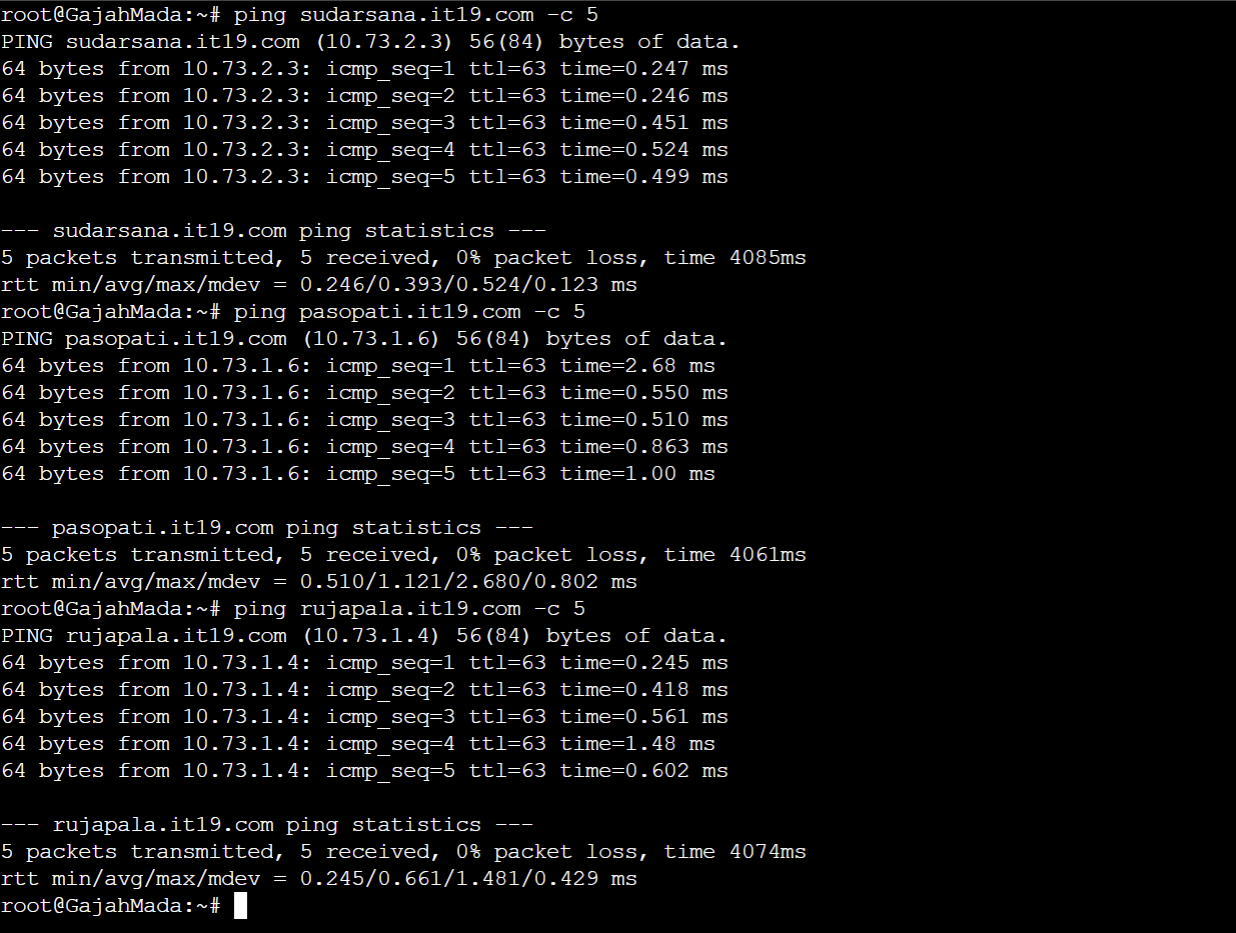 root@GajahMada:~# ping sudarsana.it19.com -c 5
PING sudarsana.it19.com (10.73.2.3) 56(84) bytes of data.
64 bytes from 10.73.2.3: icmp_seq=1 ttl=63 time=0.247 ms
64 bytes from 10.73.2.3: icmp_seq=2 ttl=63 time=0.246 ms
64 bytes from 10.73.2.3: icmp_seq=3 ttl=63 time=0.451 ms
64 bytes from 10.73.2.3: icmp_seq=4 ttl=63 time=0.524 ms
64 bytes from 10.73.2.3: icmp_seq=5 ttl=63 time=0.499 ms

--- sudarsana.it19.com ping statistics ---
5 packets transmitted, 5 received, 0% packet loss, time 4085ms
rtt min/avg/max/mdev = 0.246/0.393/0.524/0.123 ms
root@GajahMada:~# ping pasopati.it19.com -c 5
PING pasopati.it19.com (10.73.1.6) 56(84) bytes of data.
64 bytes from 10.73.1.6: icmp_seq=1 ttl=63 time=2.68 ms
64 bytes from 10.73.1.6: icmp_seq=2 ttl=63 time=0.550 ms
64 bytes from 10.73.1.6: icmp_seq=3 ttl=63 time=0.510 ms
64 bytes from 10.73.1.6: icmp_seq=4 ttl=63 time=0.863 ms
64 bytes from 10.73.1.6: icmp_seq=5 ttl=63 time=1.00 ms

--- pasopati.it19.com ping statistics ---
5 packets transmitted, 5 received, 0% packet loss, time 4061ms
rtt min/avg/max/mdev = 0.510/1.121/2.680/0.802 ms
root@GajahMada:~# ping rujapala.it19.com -c 5
PING rujapala.it19.com (10.73.1.4) 56(84) bytes of data.
64 bytes from 10.73.1.4: icmp_seq=1 ttl=63 time=0.245 ms
64 bytes from 10.73.1.4: icmp_seq=2 ttl=63 time=0.418 ms
64 bytes from 10.73.1.4: icmp_seq=3 ttl=63 time=0.561 ms
64 bytes from 10.73.1.4: icmp_seq=4 ttl=63 time=1.48 ms
64 bytes from 10.73.1.4: icmp_seq=5 ttl=63 time=0.602 ms

--- rujapala.it19.com ping statistics ---
5 packets transmitted, 5 received, 0% packet loss, time 4074ms
rtt min/avg/max/mdev = 0.245/0.661/1.481/0.429 ms
root@GajahMada:~#